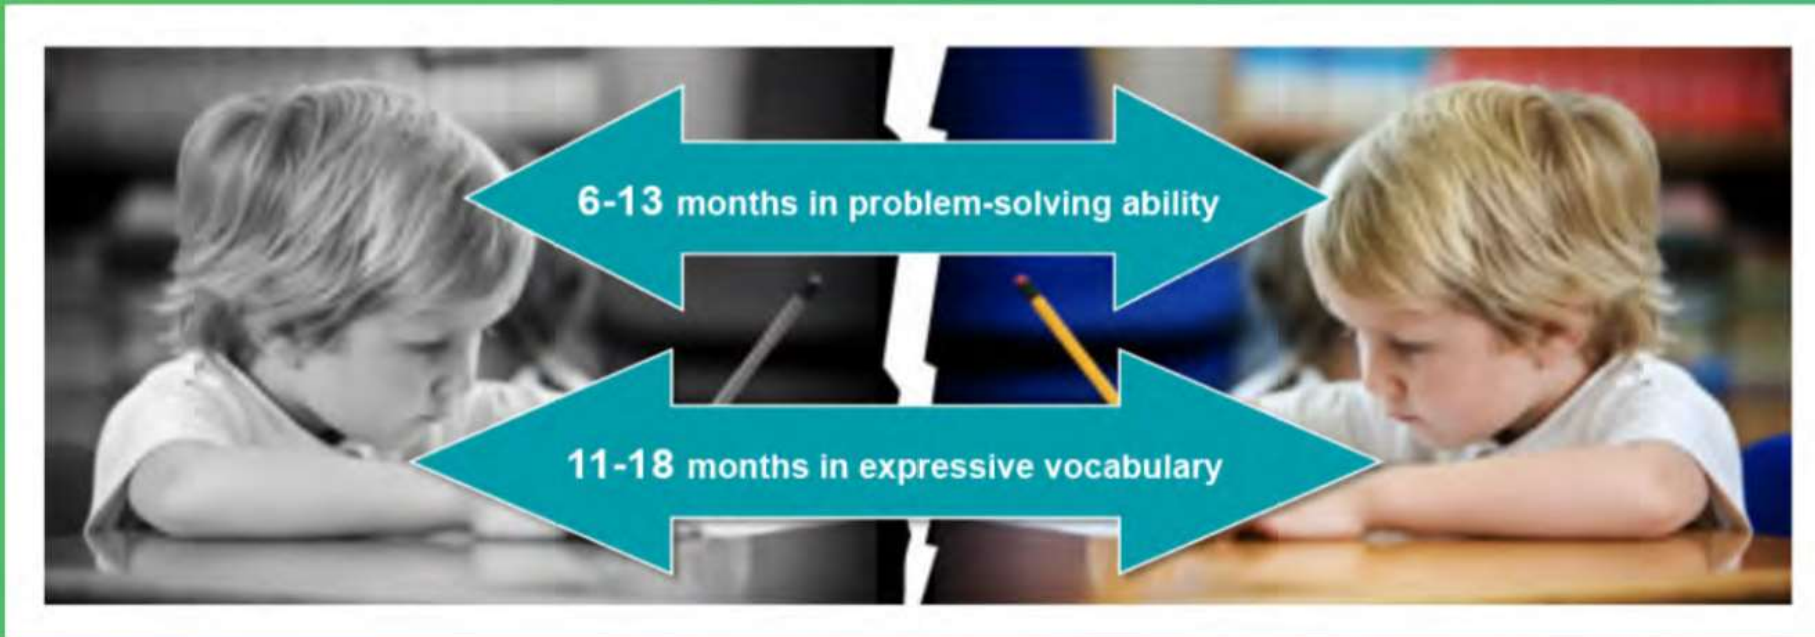 6-13 months in problem-solving ability
11-18 months in expressive vocabulary